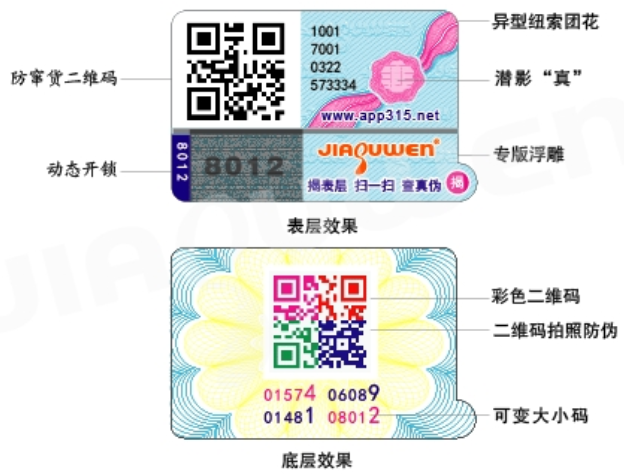 异型纽索团花
1001
7001
0322
573334
防窜货二维码
潜影“真”
www.app315.net
8012
8012
JIAGUWEN®
专版浮雕
动态开锁
揭表层 扫一扫 查真伪 揭
表层效果
JIAGUWEN
彩色二维码
二维码拍照防伪
01574 06089
01481 08012
可变大小码
底层效果